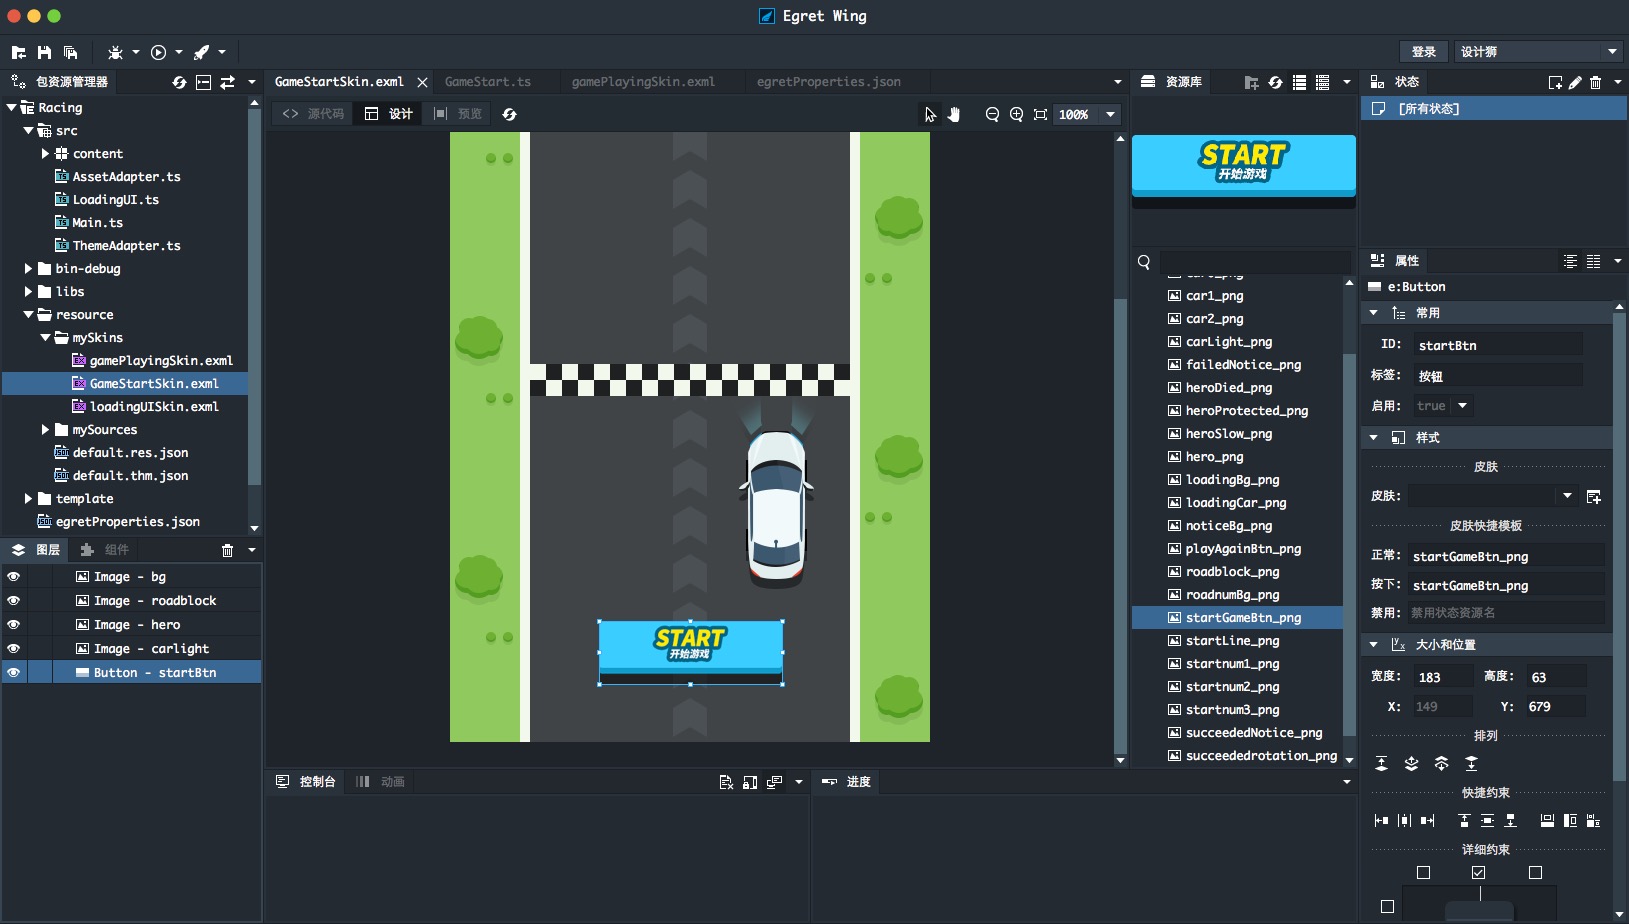 Egret Wing
登录
设计狮
包资源管理器
Racing
src
content
AssetAdapter.ts
LoadingUI.ts
Main.ts
ThemeAdapter.ts
bin-debug
libs
resource
mySkins
gamePlayingSkin.exml
GameStartSkin.exml
loadingUISkin.exml
mySources
default.res.json
default.thm.json
template
egretProperties.json
图层
组件
Image - bg
Image - roadblock
Image - hero
Image - carlight
Button - startBtn
GameStartSkin.exml
GameStart.ts
gamePlayingSkin.exml
egretProperties.json
<> 源代码
设计
预览
100%
START
开始游戏
控制台
动画
进度
资源库
START
开始游戏
car1_png
car2_png
carLight_png
failedNotice_png
heroDied_png
heroProtected_png
heroSlow_png
hero_png
loadingBg_png
loadingCar_png
noticeBg_png
playAgainBtn_png
roadblock_png
roadnumBg_png
startGameBtn_png
startLine_png
startnum1_png
startnum2_png
startnum3_png
succeededNotice_png
succeededrotation_png
状态
[所有状态]
属性
e:Button
常用
ID: startBtn
标签: 按钮
启用: true
样式
皮肤
皮肤:
皮肤快捷模板
正常: startGameBtn_png
按下: startGameBtn_png
禁用: 禁用状态资源名
大小和位置
宽度: 183 高度: 63
X: 149 Y: 679
排列
快捷约束
详细约束